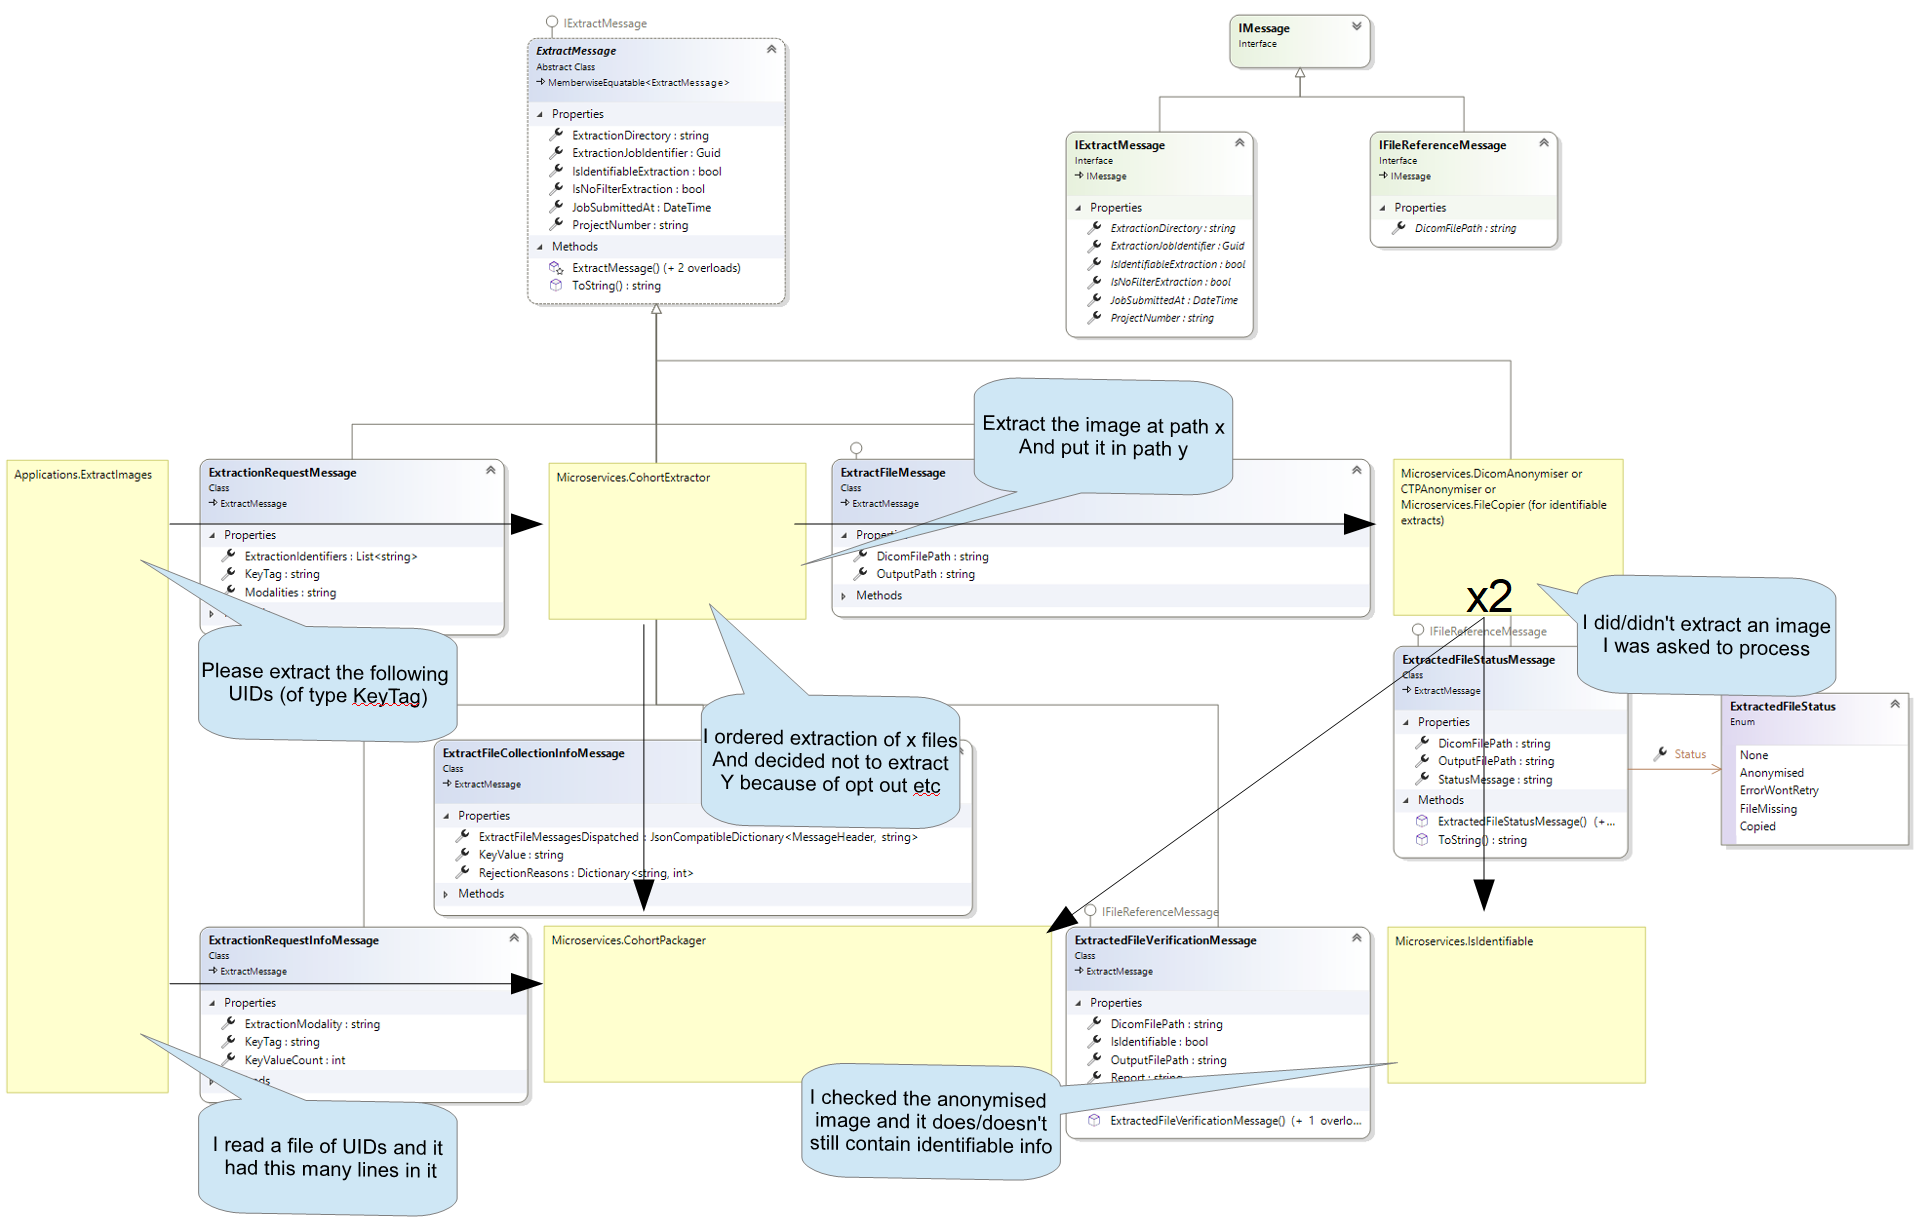 IExtractMessage
ExtractMessage
Abstract Class
MemberwiseEquatable<ExtractMessage>
Properties
ExtractionDirectory : string
ExtractionJobIdentifier : Guid
IsIdentifiableExtraction : bool
IsNoFilterExtraction : bool
JobSubmittedAt : DateTime
ProjectNumber : string
Methods
ExtractMessage() (+ 2 overloads)
ToString() : string
IMessage
Interface
IExtractMessage
Interface
IMessage
Properties
ExtractionDirectory : string
ExtractionJobIdentifier : Guid
IsIdentifiableExtraction : bool
IsNoFilterExtraction : bool
JobSubmittedAt : DateTime
ProjectNumber : string
IFileReferenceMessage
Interface
IMessage
Properties
DicomFilePath : string
Applications.ExtractImages
ExtractionRequestMessage
Class
ExtractMessage
Properties
ExtractionIdentifiers : List<string>
KeyTag : string
Modalities : string
Please extract the following
UIDs (of type KeyTag)
Microservices.CohortExtractor
Extract the image at path x
And put it in path y
ExtractFileMessage
Class
ExtractMessage
DicomFilePath : string
OutputPath : string
Methods
Microservices.DicomAnonymiser or
CTPAnonymiser or
Microservices.FileCopier (for identifiable
extracts)
x2
I did/didn't extract an image
I was asked to process
IFileReferenceMessage
ExtractedFileStatusMessage
Class
ExtractMessage
Properties
DicomFilePath : string
OutputFilePath : string
StatusMessage : string
Methods
ExtractedFileStatusMessage() (+...
ToString() : string
Status
ExtractedFileStatus
Enum
None
Anonymised
ErrorWontRetry
FileMissing
Copied
I ordered extraction of x files
And decided not to extract
Y because of opt out etc
ExtractFileCollectionInfoMessage
Class
ExtractMessage
Properties
ExtractFileMessagesDispatched : JsonCompatibleDictionary<MessageHeader, string>
KeyValue : string
RejectionReasons : Dictionary<string, int>
Methods
ExtractionRequestInfoMessage
Class
ExtractMessage
Properties
ExtractionModality : string
KeyTag : string
KeyValueCount : int
I read a file of UIDs and it
had this many lines in it
Microservices.CohortPackager
IFileReferenceMessage
ExtractedFileVerificationMessage
Class
ExtractMessage
Properties
DicomFilePath : string
IsIdentifiable : bool
OutputFilePath : string
Report : string
ExtractedFileVerificationMessage() (+ 1 overlo...
I checked the anonymised
image and it does/doesn't
still contain identifiable info
Microservices.IsIdentifiable